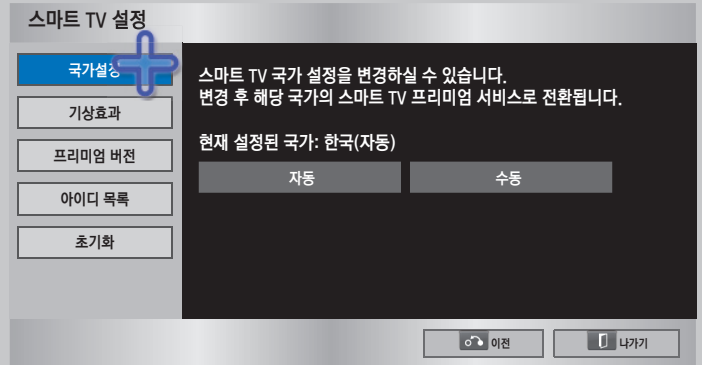 스마트 TV 설정
국가설정
기상효과
프리미엄 버전
아이디 목록
초기화
스마트 TV 국가 설정을 변경하실 수 있습니다.
변경 후 해당 국가의 스마트 TV 프리미엄 서비스로 전환됩니다.
현재 설정된 국가: 한국(자동)
자동
수동
이전
나가기